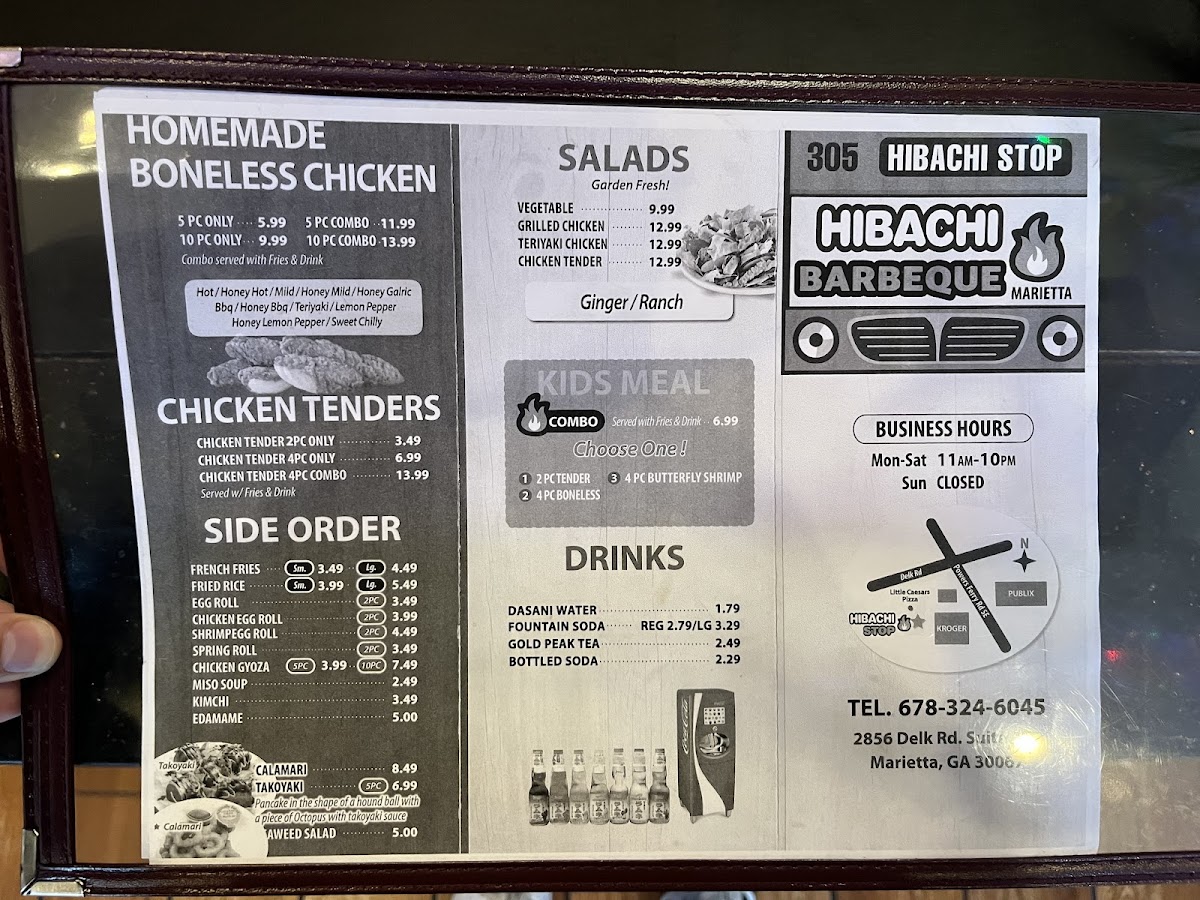 HOMEMADE
BONELESS CHICKEN
5 PC ONLY 5.99 5 PC COMBO 11.99
10 PC ONLY 9.99 10 PC COMBO 13.99
Combo served with Fries & Drink
Hot / Honey Hot / Mild / Honey Mild / Honey Galric
Bbq / Honey Bbq / Teriyaki / Lemon Pepper
Honey Lemon Pepper / Sweet Chilly
CHICKEN TENDERS
CHICKEN TENDER 2PC ONLY 3.49
CHICKEN TENDER 4PC ONLY 6.99
CHICKEN TENDER 4PC COMBO 13.99
Served w/ Fries & Drink
SIDE ORDER
FRENCH FRIES Sm. 3.49 Lg. 4.49
FRIED RICE Sm. 3.99 Lg. 5.49
EGG ROLL 2PC 3.49
CHICKEN EGG ROLL 2PC 3.99
SHRIMPEGG ROLL 2PC 4.49
SPRING ROLL 2PC 3.49
CHICKEN GYOZA 5PC 3.99 10PC 7.49
MISO SOUP 2.49
KIMCHI 3.49
EDAMAME 5.00
Takoyaki
CALAMARI 8.49
TAKOYAKI 5PC 6.99
Pancake in the shape of a hound ball with
a piece of Octopus with takoyaki sauce
Calamari
AWEED SALAD 5.00
SALADS
Garden Fresh!
VEGETABLE 9.99
GRILLED CHICKEN 12.99
TERIYAKI CHICKEN 12.99
CHICKEN TENDER 12.99
Ginger / Ranch
KIDS MEAL
COMBO Served with Fries & Drink 6.99
Choose One !
1 2 PC TENDER 3 4 PC BUTTERFLY SHRIMP
2 4 PC BONELESS
DRINKS
DASANI WATER 1.79
FOUNTAIN SODA REG 2.79/LG 3.29
GOLD PEAK TEA 2.49
BOTTLED SODA 2.29
Coca-Cola
305 HIBACHI STOP
HIBACHI
BARBEQUE
MARIETTA
BUSINESS HOURS
Mon-Sat 11AM-10PM
Sun CLOSED
N
Delk Rd
Powers Ferry Rd SE
Little Caesars
Pizza
PUBLIX
HIBACHI
STOP
KROGER
TEL. 678-324-6045
2856 Delk Rd.
Marietta, GA